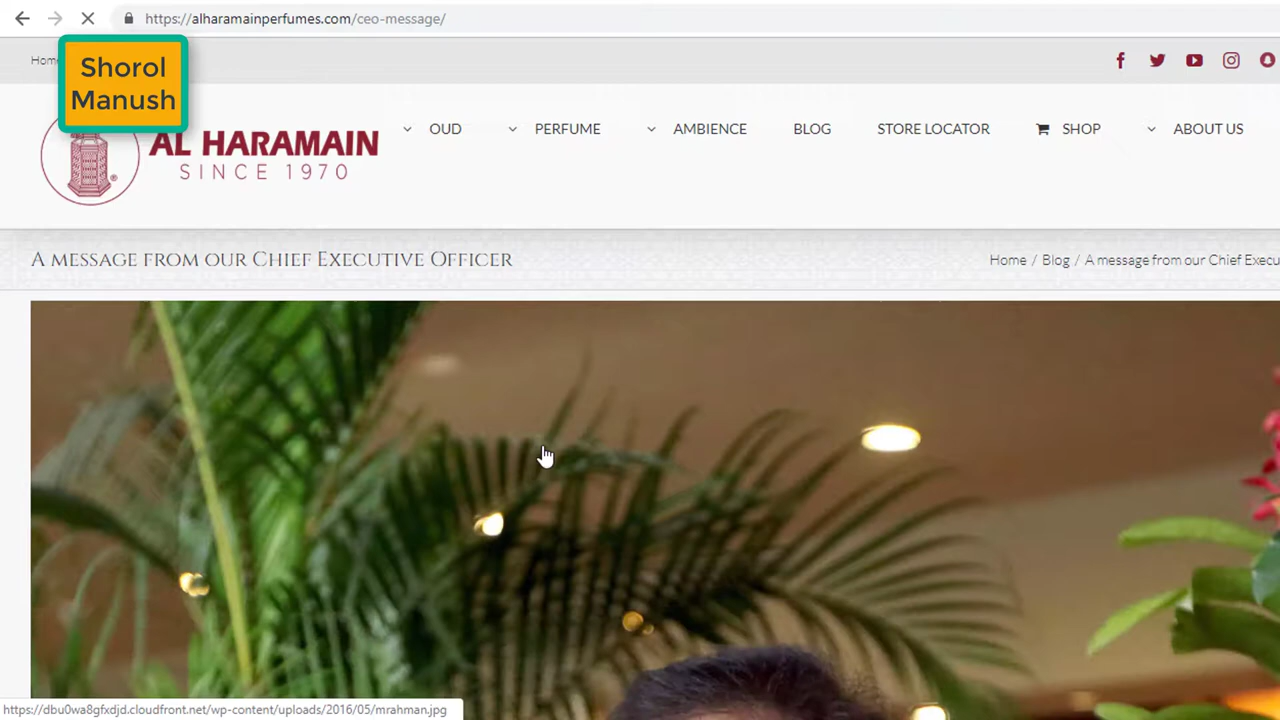 https://alharamainperfumes.com/ceo-message/
Shorol
Manush
AL HARAMAIN
SINCE 1970
OUD
PERFUME
AMBIENCE
BLOG
STORE LOCATOR
SHOP
ABOUT US
A message from our Chief Executive Officer
Home / Blog / A message from our Chief
https://dbu0wa8gfxdjd.cloudfront.net/wp-content/uploads/2016/05/mrahman.jpg